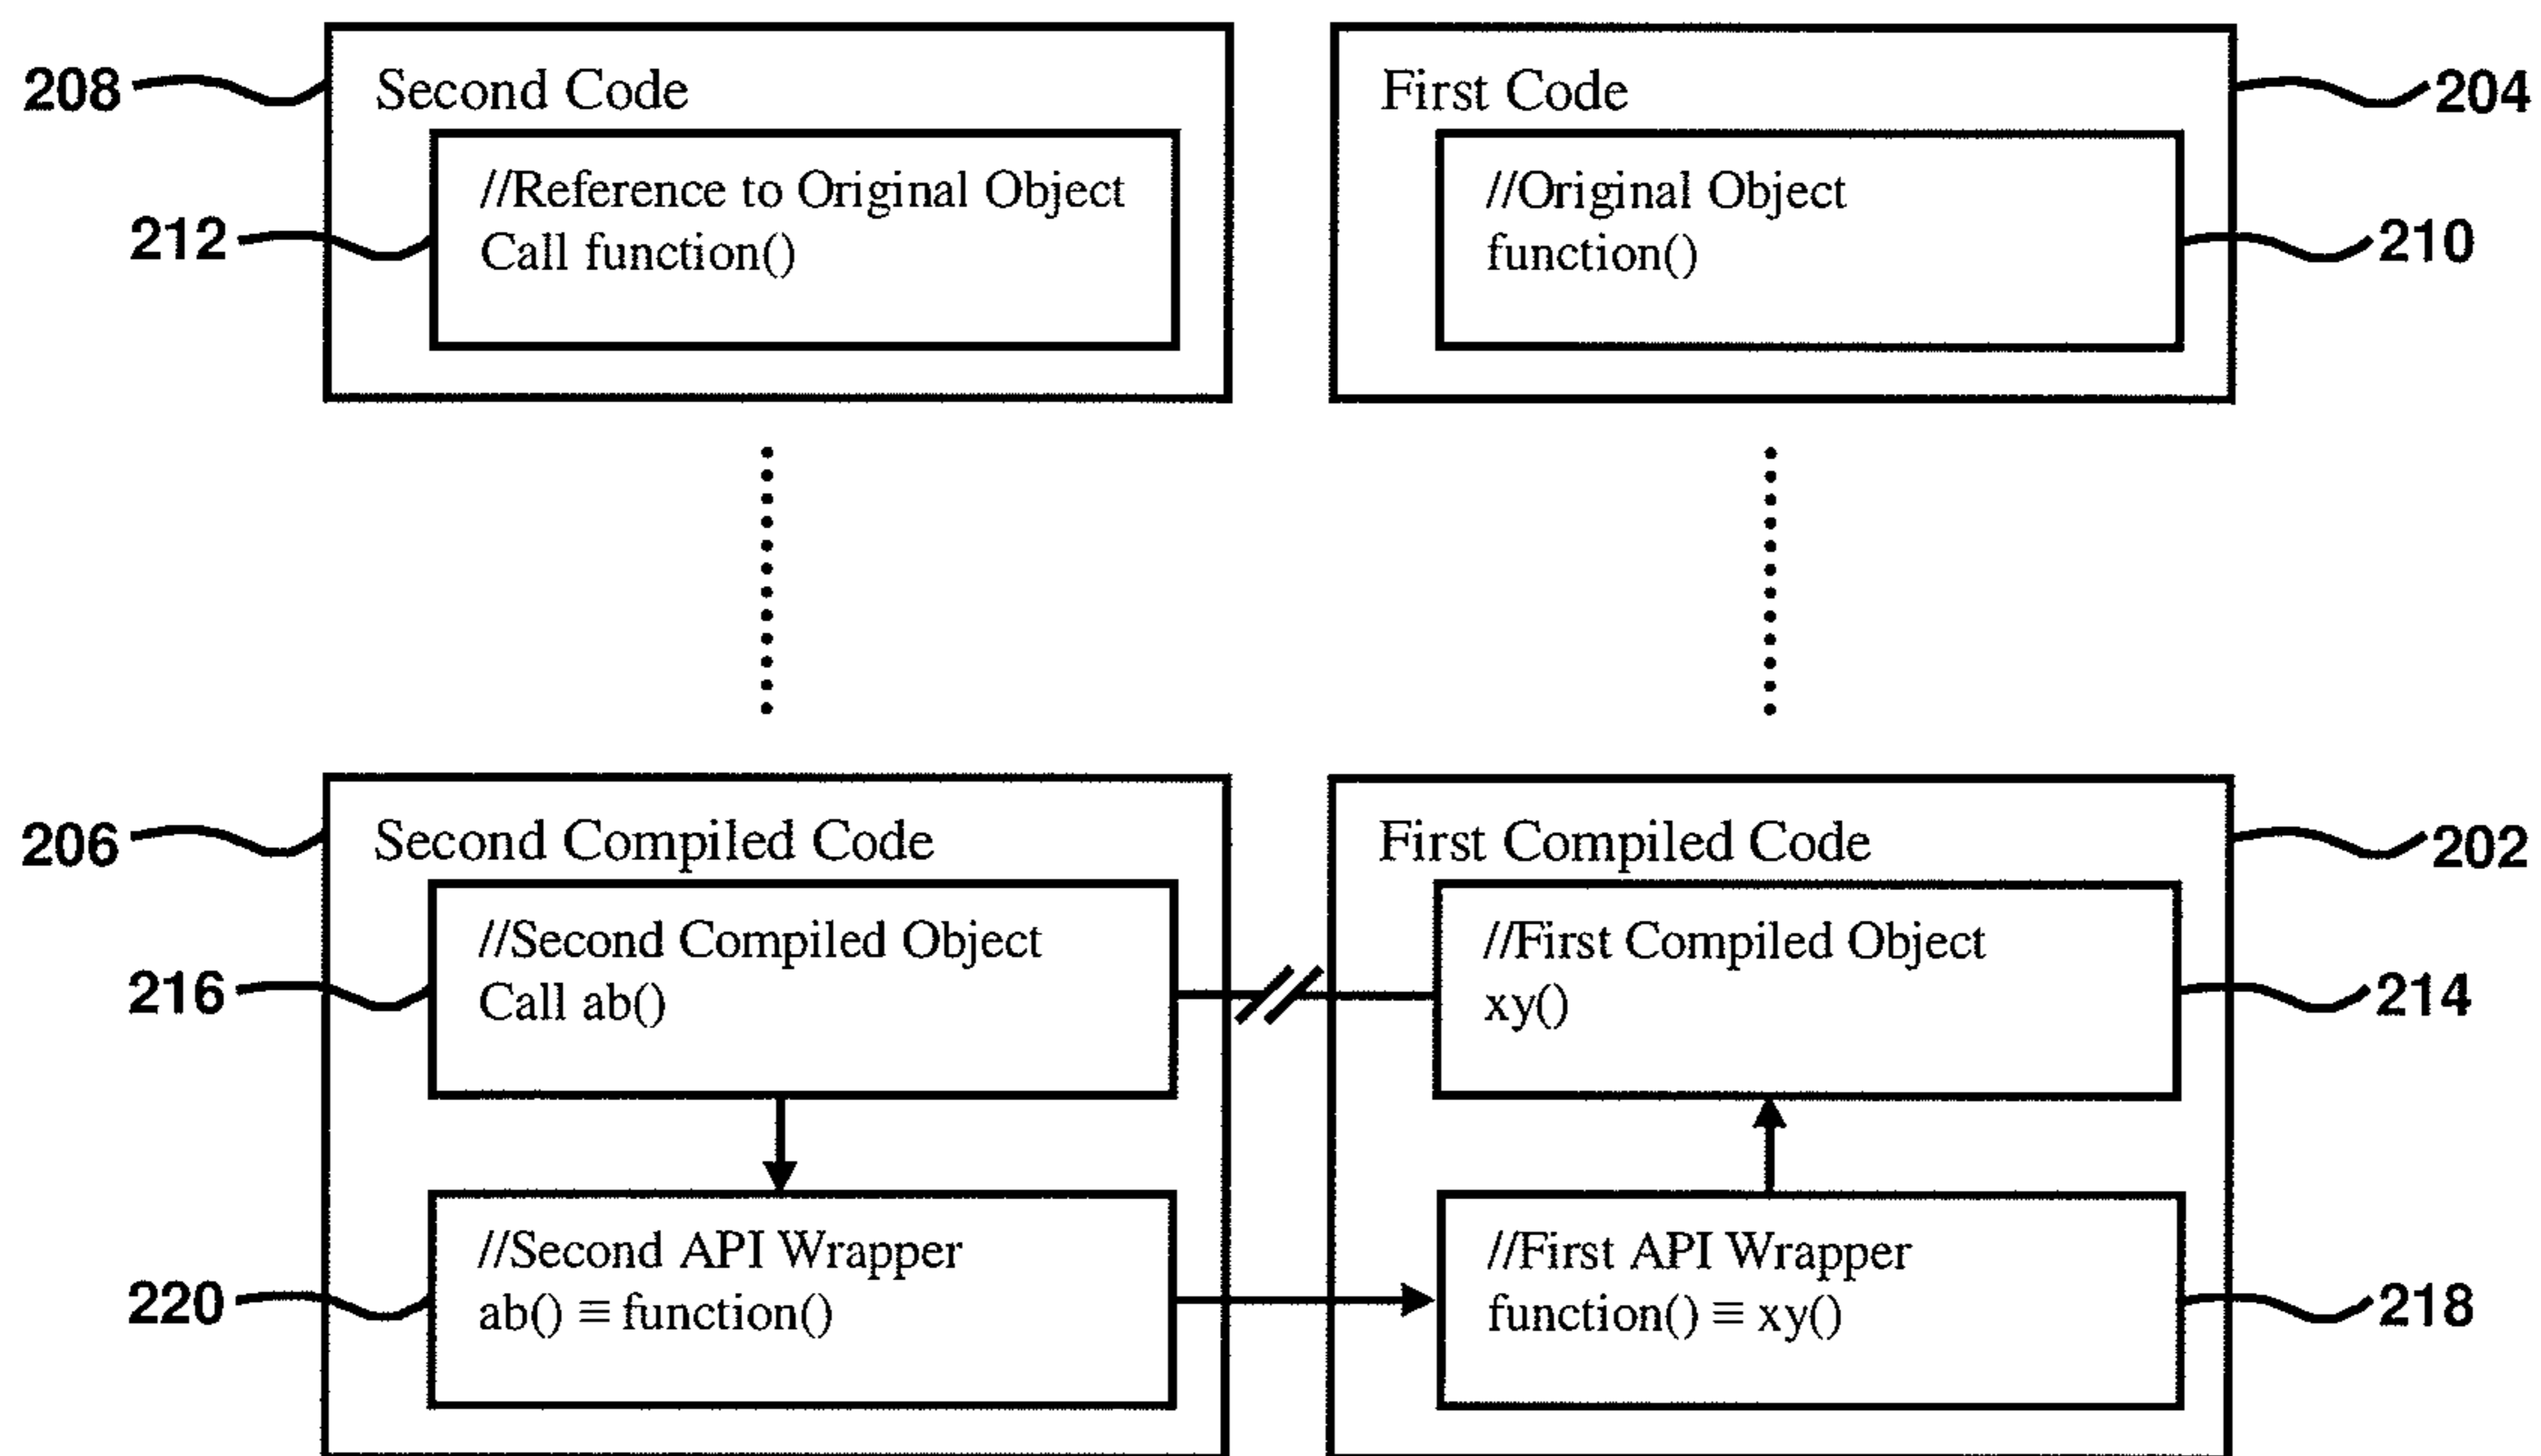 208
Second Code
//Reference to Original Object
212
Call function()
First Code
204
//Original Object
function()
210
206
Second Compiled Code
//Second Compiled Object
216
Call ab()
//Second API Wrapper
220
ab() ≡ function()
First Compiled Code
202
//First Compiled Object
xy()
214
//First API Wrapper
function() ≡ xy()
218